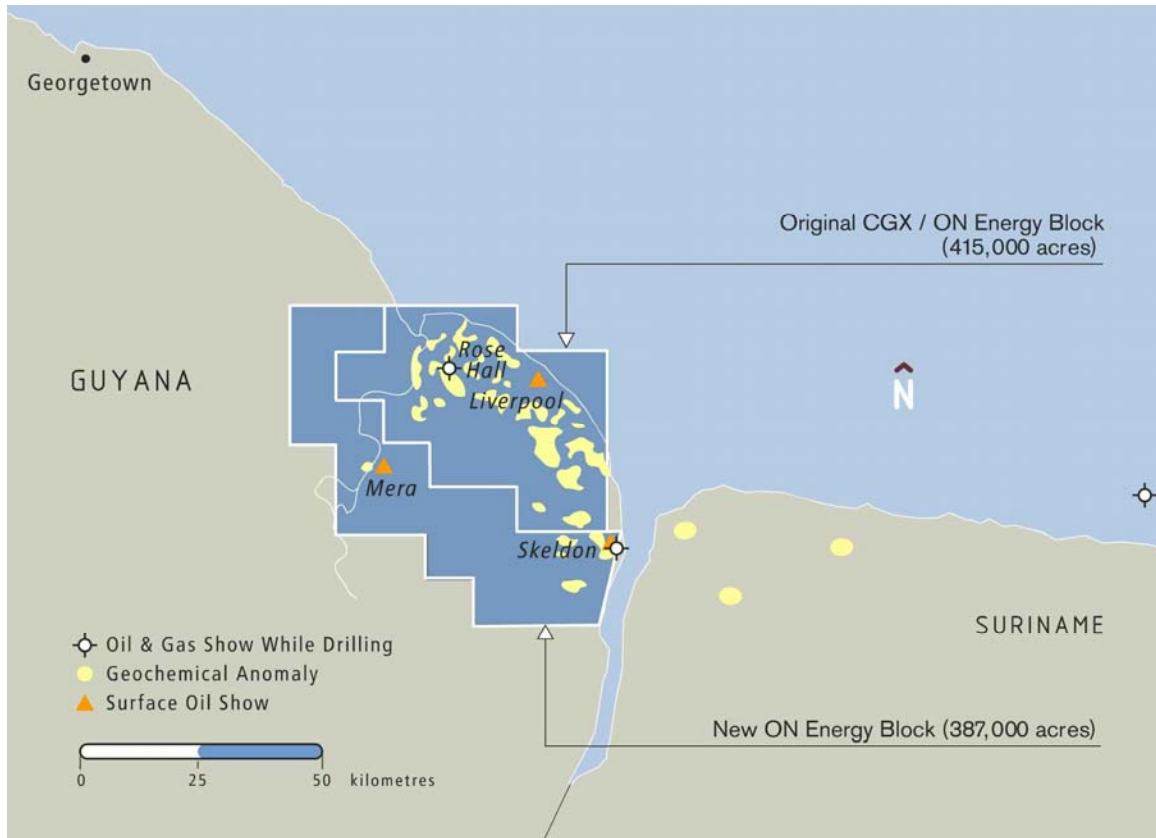 Georgetown
Original CGX / ON Energy Block
(415,000 acres)
GUYANA
Rose
Hall
Liverpool
N
Mera
Skeldon
SURINAME
Oil & Gas Show While Drilling
Geochemical Anomaly
Surface Oil Show
New ON Energy Block (387,000 acres)
0 25 50 kilometres